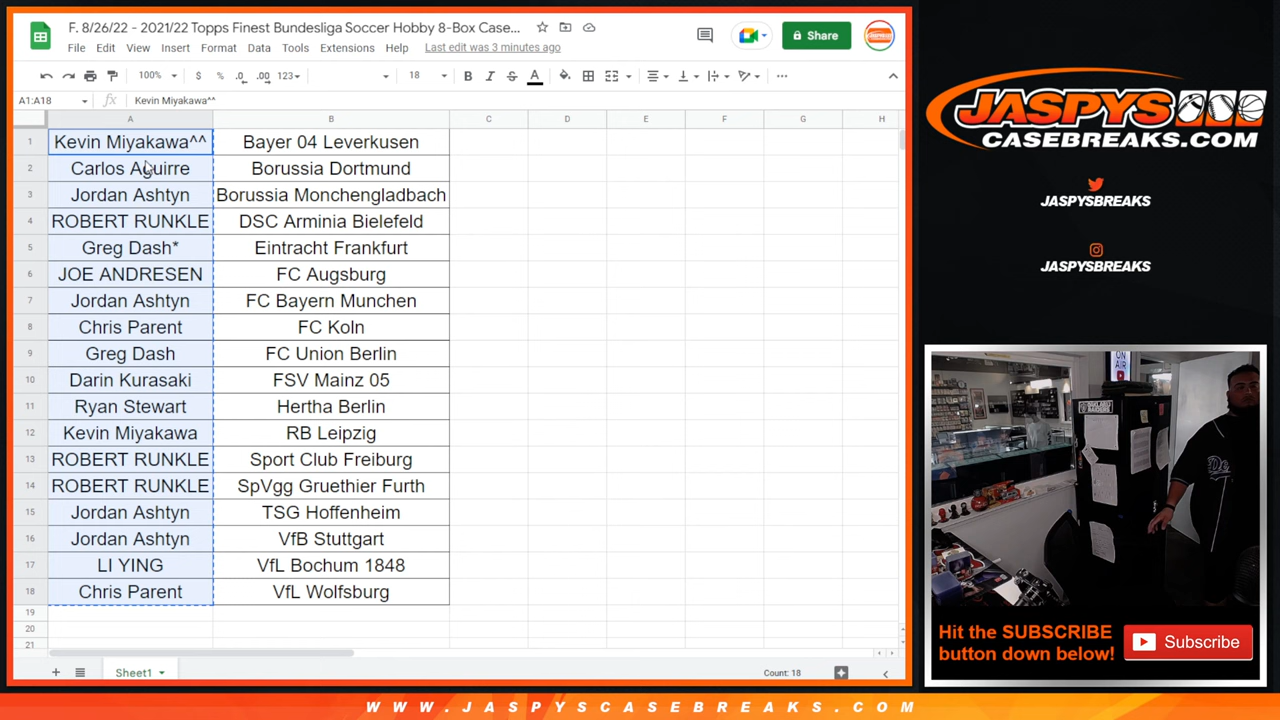 F. 8/26/22 - 2021/22 Topps Finest Bundesliga Soccer Hobby 8-Box Case...
File Edit View Insert Format Data Tools Extensions Help Last edit was 3 minutes ago
Share
100% $ % .0 .00 123 18 B I S A
A1:A18 fx Kevin Miyakawa^^
A B C D E F G H
1 Kevin Miyakawa^^ Bayer 04 Leverkusen
2 Carlos Aguirre Borussia Dortmund
3 Jordan Ashtyn Borussia Monchengladbach
4 ROBERT RUNKLE DSC Arminia Bielefeld
5 Greg Dash* Eintracht Frankfurt
6 JOE ANDRESEN FC Augsburg
7 Jordan Ashtyn FC Bayern Munchen
8 Chris Parent FC Koln
9 Greg Dash FC Union Berlin
10 Darin Kurasaki FSV Mainz 05
11 Ryan Stewart Hertha Berlin
12 Kevin Miyakawa RB Leipzig
13 ROBERT RUNKLE Sport Club Freiburg
14 ROBERT RUNKLE SpVgg Gruethier Furth
15 Jordan Ashtyn TSG Hoffenheim
16 Jordan Ashtyn VfB Stuttgart
17 LI YING VfL Bochum 1848
18 Chris Parent VfL Wolfsburg
19
20
21
Sheet1
Count: 18
JASPYS
CASEBREAKS.COM
JASPYSBREAKS
JASPYSBREAKS
ON
AIR
Hit the SUBSCRIBE
button down below!
Subscribe
WWW.JASPYSCASEBREAKS.COM